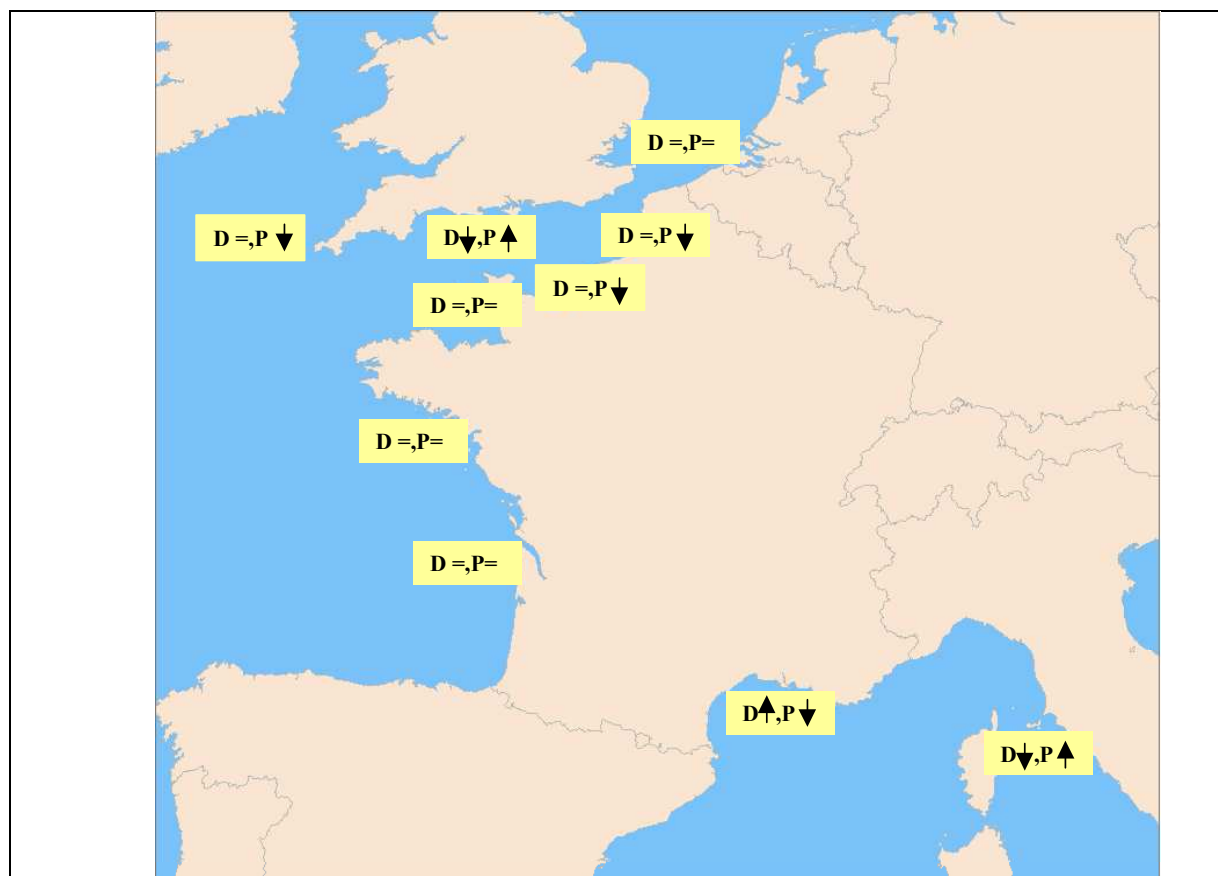 D =,P=
D =,P ↓
D↓,P ↑
D =,P ↓
D =,P ↓
D =,P=
D =,P=
D =,P=
D↑,P ↓
D↓,P ↑